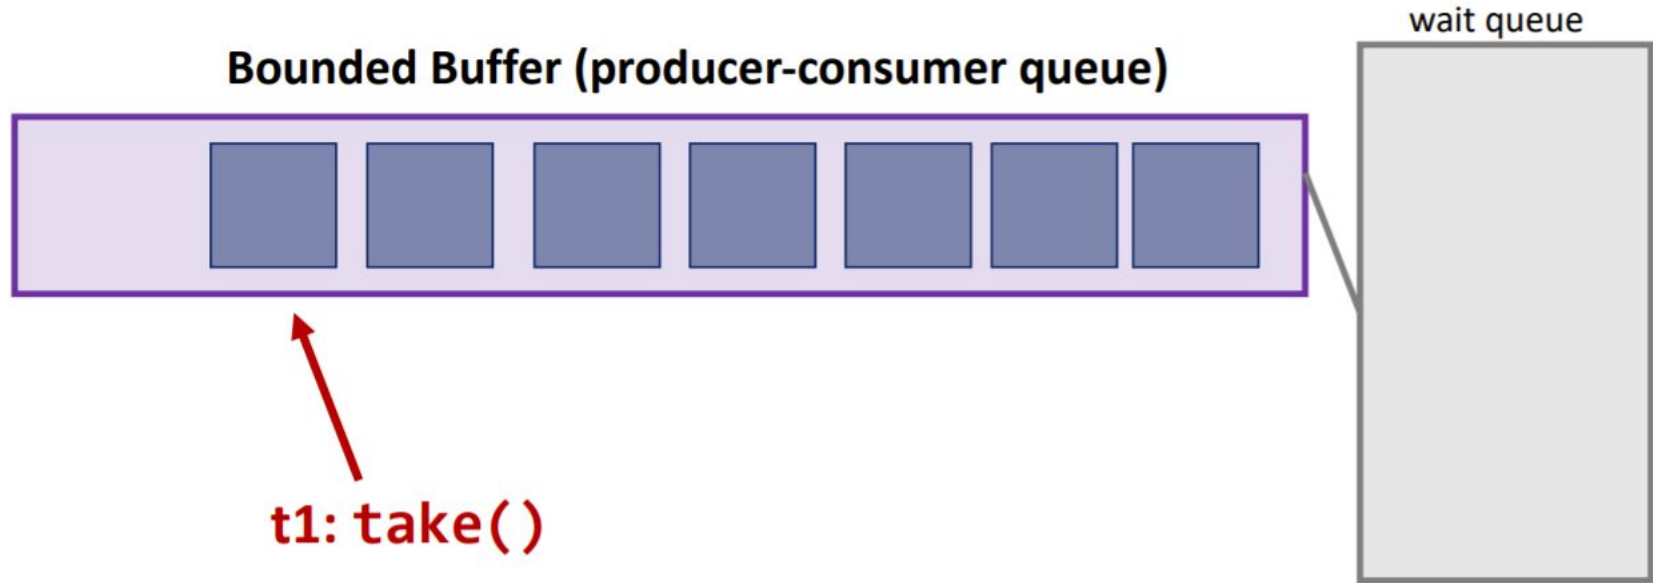 wait queue
Bounded Buffer (producer-consumer queue)
t1: take()